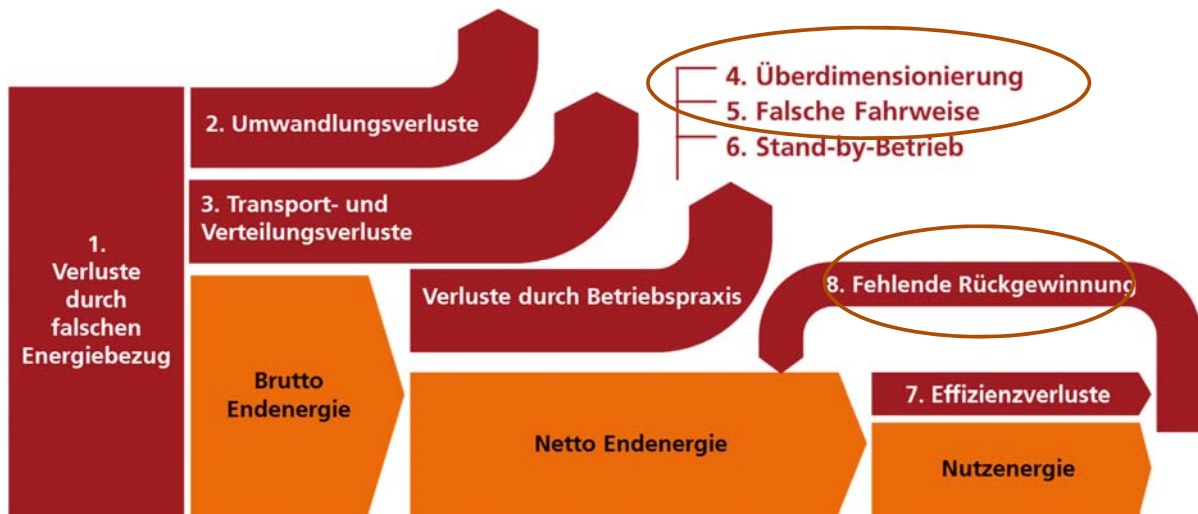 1.
Verluste
durch
falschen
Energiebezug
2. Umwandlungsverluste
3. Transport- und
Verteilungsverluste
4. Überdimensionierung
5. Falsche Fahrweise
6. Stand-by-Betrieb
Verluste durch Betriebspraxis
8. Fehlende Rückgewinnung
Brutto
Endenergie
Netto Endenergie
7. Effizienzverluste
Nutzenergie